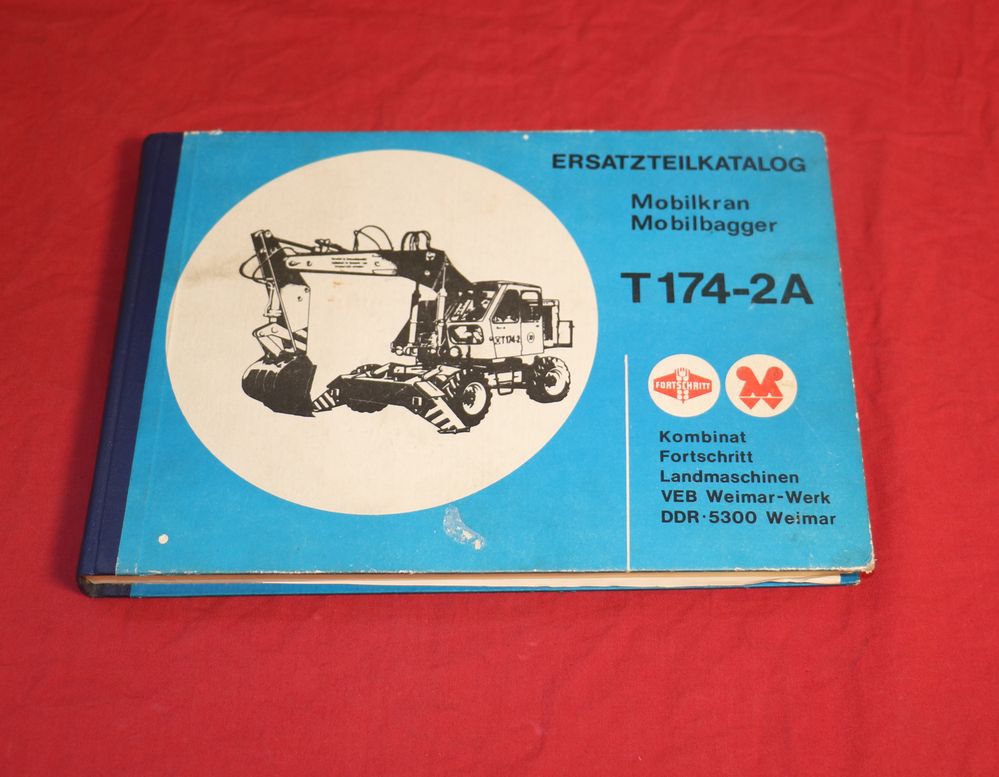 ERSATZTEILKATALOG
Mobilkran
Mobilbagger
T174-2A
FORTSCHRITT
Kombinat
Fortschritt
Landmaschinen
VEB Weimar-Werk
DDR·5300 Weimar
T174-2